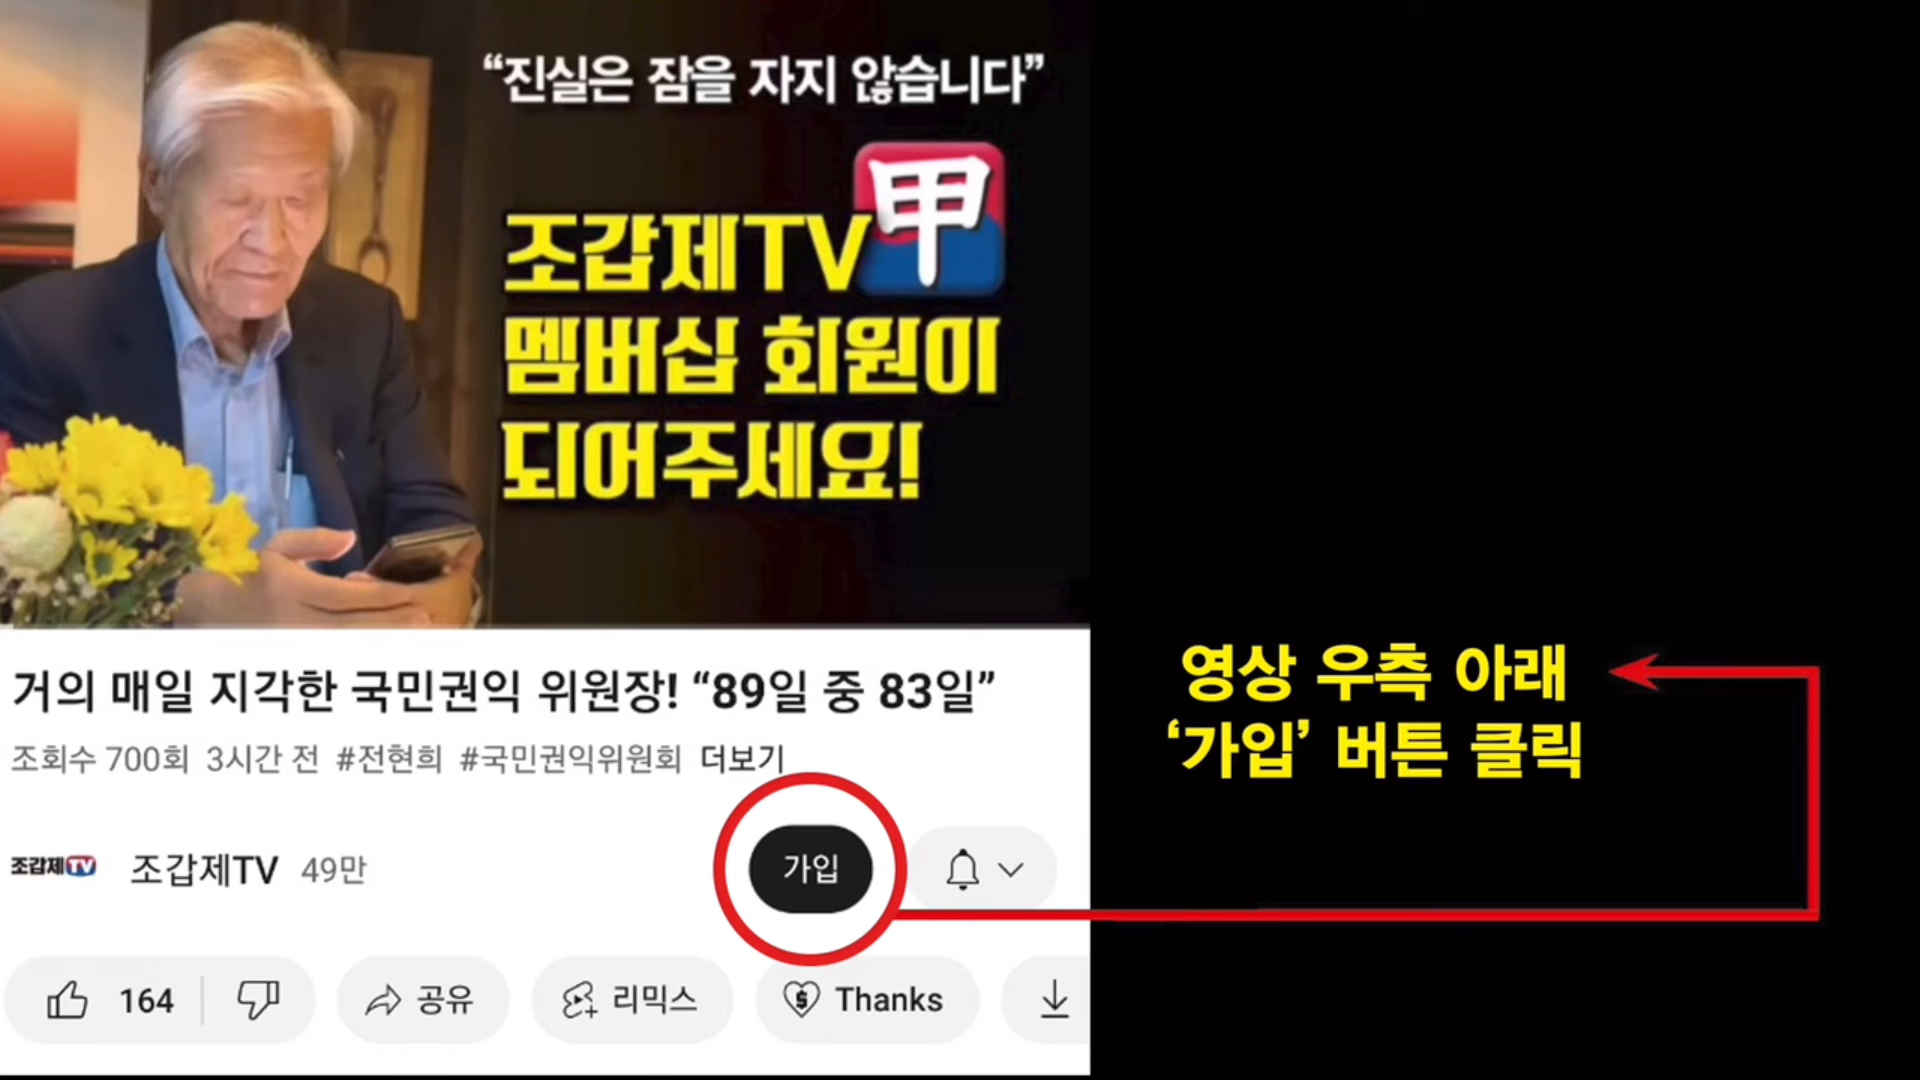 “진실은 잠을 자지 않습니다”
甲
조갑제TV
멤버십 회원이
되어주세요!
거의 매일 지각한 국민권익 위원장! “89일 중 83일”
조회수 700회 3시간 전 #전현희 #국민권익위원회 더보기
영상 우측 아래
‘가입’ 버튼 클릭
조갑제TV 조갑제TV 49만 가입
164 공유 리믹스 Thanks